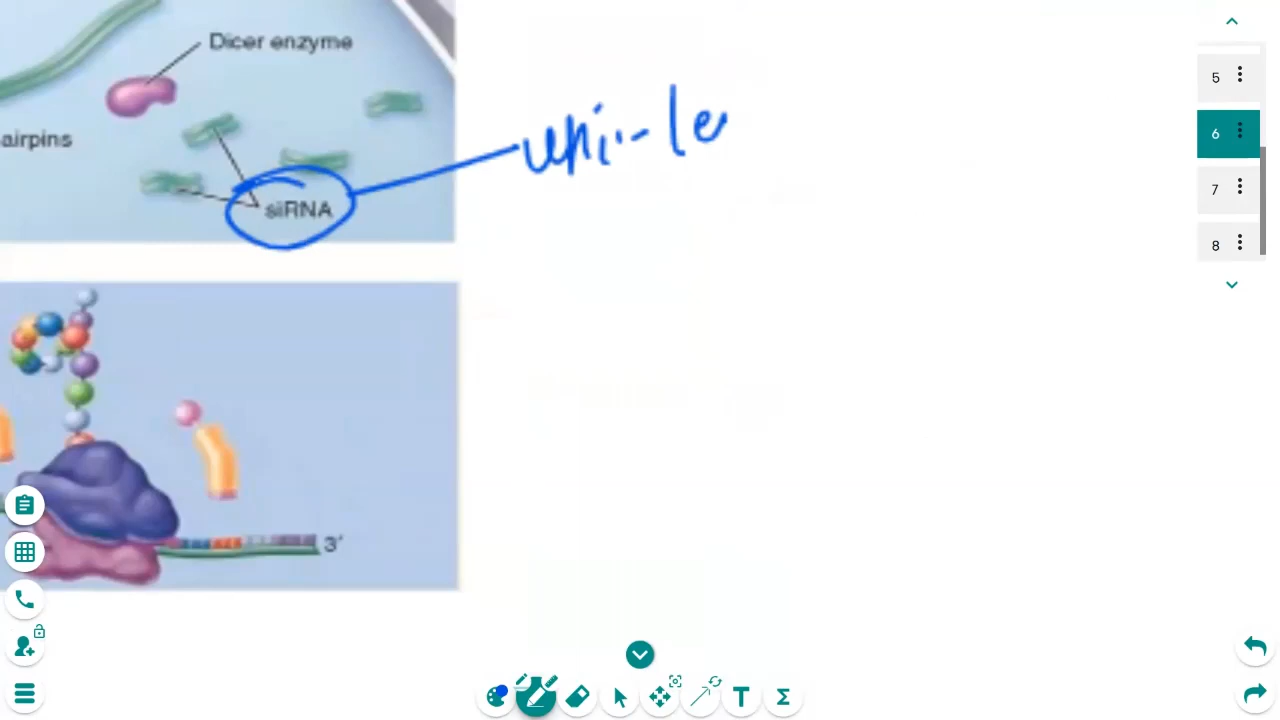 Dicer enzyme
airpins
siRNA
uni-le
3′
5
6
7
8
T
Σ